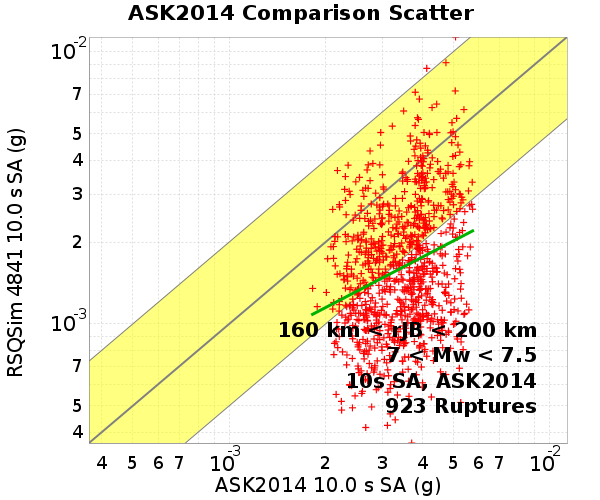 ASK2014 Comparison Scatter
RSQSim 4841 10.0 s SA (g)
10⁻²
7
5
4
3
2
10⁻³
7
5
4
160 km < rJB < 200 km
7 < Mw < 7.5
10s SA, ASK2014
923 Ruptures
4 5 6 7 10⁻³ 2 3 4 5 6 7 10⁻²
ASK2014 10.0 s SA (g)